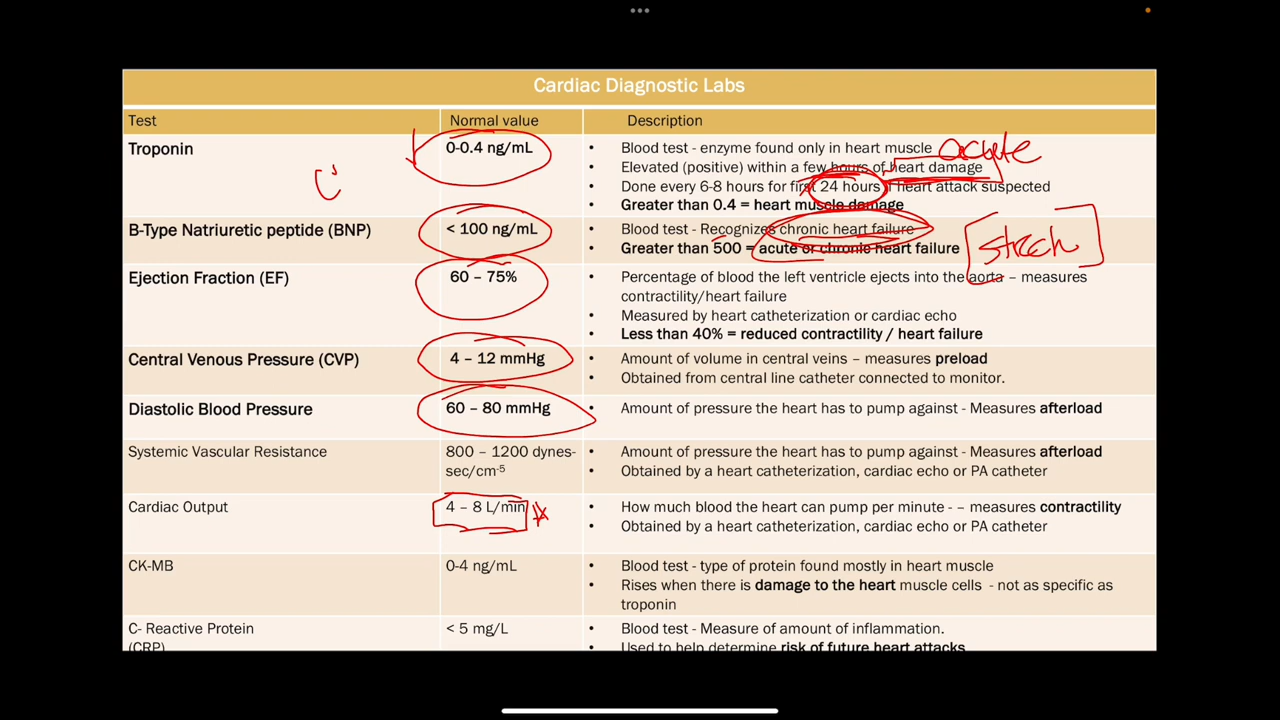 Cardiac Diagnostic Labs
Test Normal value Description
Troponin 0-0.4 ng/mL • Blood test - enzyme found only in heart muscle
acute
• Elevated (positive) within a few hours of heart damage
• Done every 6-8 hours for first 24 hours if heart attack suspected
• Greater than 0.4 = heart muscle damage
B-Type Natriuretic peptide (BNP) < 100 ng/mL • Blood test - Recognizes chronic heart failure
• Greater than 500 = acute or chronic heart failure
Ejection Fraction (EF) 60 – 75% • Percentage of blood the left ventricle ejects into the aorta – measures
contractility/heart failure
• Measured by heart catheterization or cardiac echo
• Less than 40% = reduced contractility / heart failure
Central Venous Pressure (CVP) 4 – 12 mmHg • Amount of volume in central veins – measures preload
• Obtained from central line catheter connected to monitor.
Diastolic Blood Pressure 60 – 80 mmHg • Amount of pressure the heart has to pump against - Measures afterload
Systemic Vascular Resistance 800 – 1200 dynes-
sec/cm-5
• Amount of pressure the heart has to pump against - Measures afterload
• Obtained by a heart catheterization, cardiac echo or PA catheter
Cardiac Output 4 – 8 L/min • How much blood the heart can pump per minute - – measures contractility
• Obtained by a heart catheterization, cardiac echo or PA catheter
CK-MB 0-4 ng/mL • Blood test - type of protein found mostly in heart muscle
• Rises when there is damage to the heart muscle cells - not as specific as
troponin
C- Reactive Protein
(CRP)
< 5 mg/L • Blood test - Measure of amount of inflammation.
• Used to help determine risk of future heart attacks